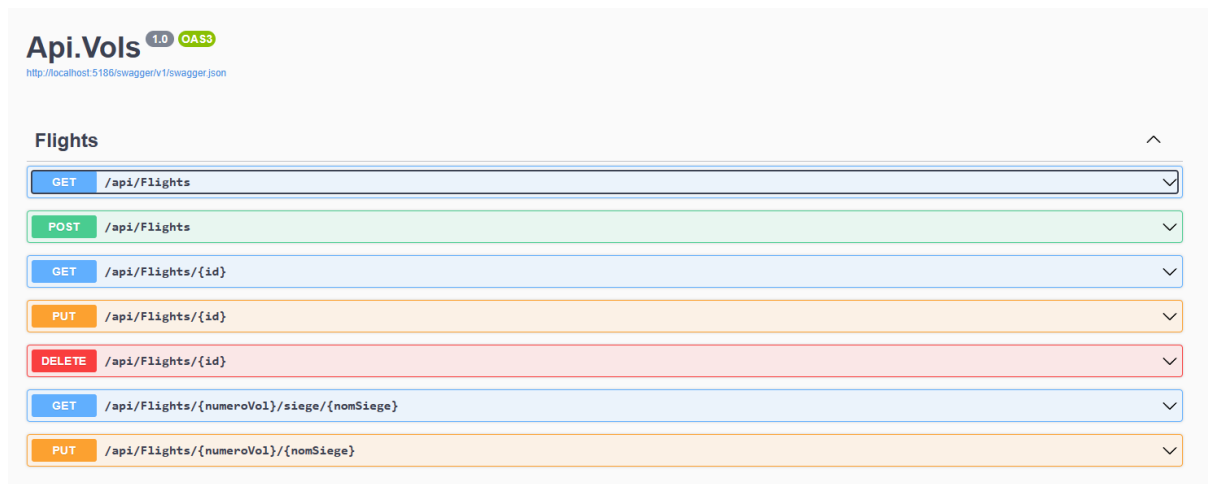 Api.Vols 1.0 OAS3
http://localhost:5186/swagger/v1/swagger.json
Flights
GET /api/Flights
POST /api/Flights
GET /api/Flights/{id}
PUT /api/Flights/{id}
DELETE /api/Flights/{id}
GET /api/Flights/{numeroVol}/siege/{nomSiege}
PUT /api/Flights/{numeroVol}/{nomSiege}